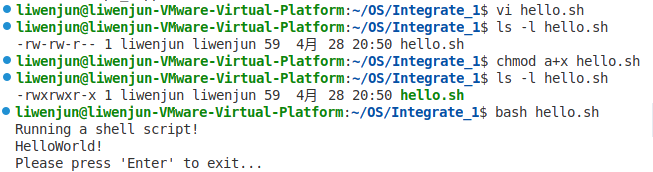 liwenjun@liwenjun-VMware-Virtual-Platform:~/OS/Integrate_1$ vi hello.sh
liwenjun@liwenjun-VMware-Virtual-Platform:~/OS/Integrate_1$ ls -l hello.sh
-rw-rw-r-- 1 liwenjun liwenjun 59  4月 28 20:50 hello.sh
liwenjun@liwenjun-VMware-Virtual-Platform:~/OS/Integrate_1$ chmod a+x hello.sh
liwenjun@liwenjun-VMware-Virtual-Platform:~/OS/Integrate_1$ ls -l hello.sh
-rwxrwxr-x 1 liwenjun liwenjun 59  4月 28 20:50 hello.sh
liwenjun@liwenjun-VMware-Virtual-Platform:~/OS/Integrate_1$ bash hello.sh
Running a shell script!
HelloWorld!
Please press 'Enter' to exit...